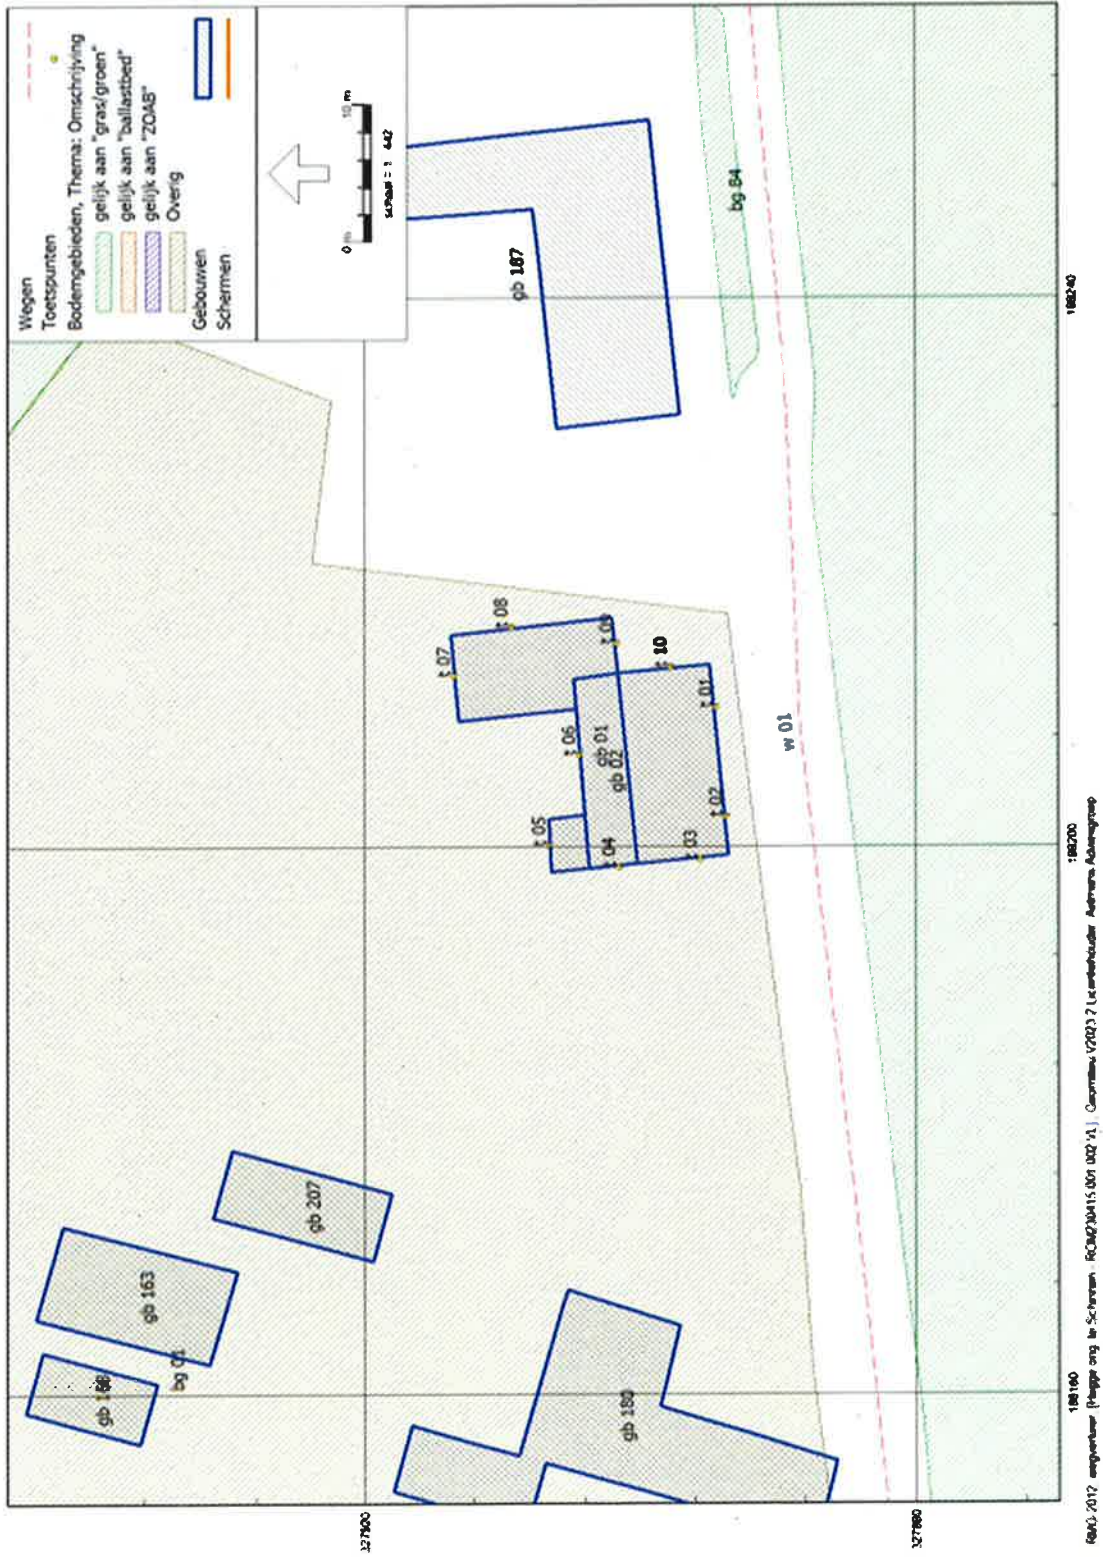 Wegen
Toetspunten
Bodemgebieden, Thema: Omschrijving
gelijk aan "gras/groen"
gelijk aan "ballastbed"
gelijk aan "ZOAB"
Overig
Gebouwen
Schermen
0 m
10 m
schaal = 1 : 442
gb 187
bg 84
t 07
t 08
t 09
t 10
t 06
gb 01
gb 02
t 01
t 05
t 04
t 02
t 03
w 01
gb 207
gb 163
bg 01
gb 180
188240
188200
188160
327900
327880